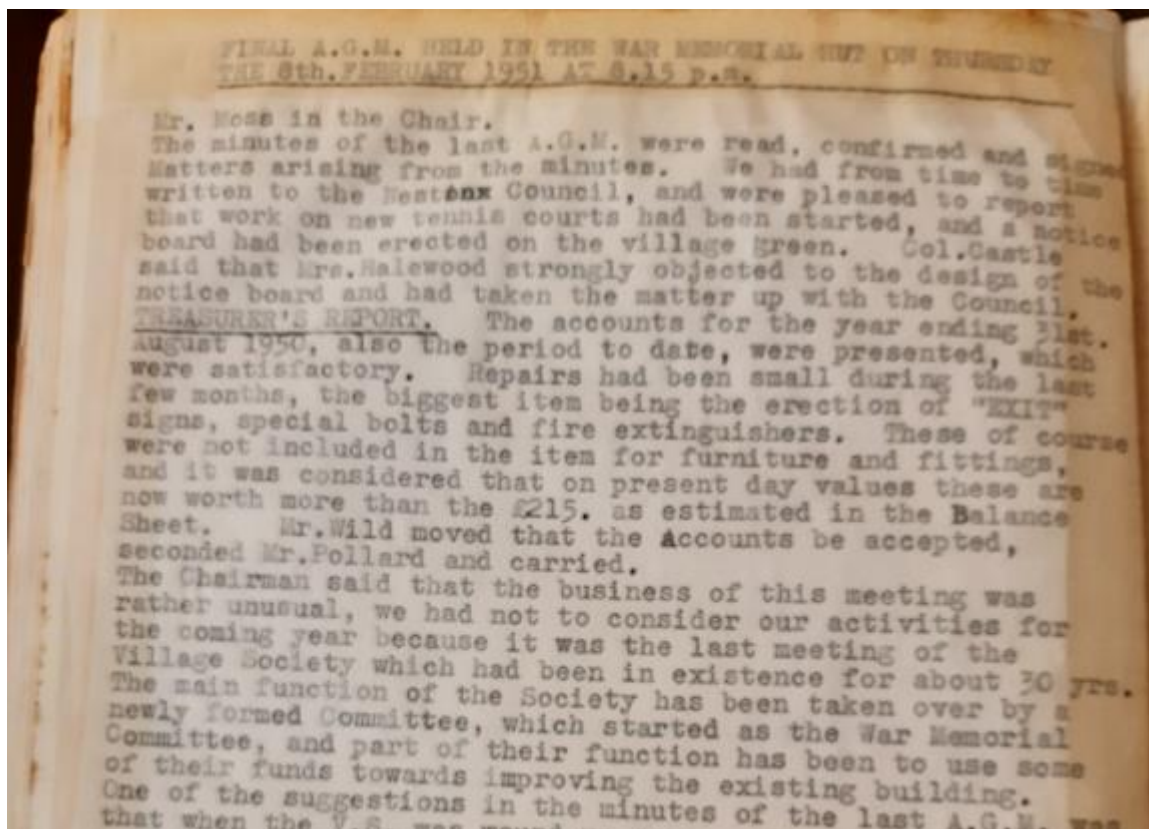 FINAL A.G.M. HELD IN THE WAR MEMORIAL HUT ON THURSDAY
THE 8th.FEBRUARY 1951 AT 8.15 p.m.
Mr. Moss in the Chair.
The minutes of the last A.G.M. were read, confirmed and signed
Matters arising from the minutes. We had from time to time
written to the Council, and were pleased to report
that work on new tennis courts had been started, and a notice
board had been erected on the village green. Col.Castle
said that Mrs.Halewood strongly objected to the design of the
notice board and had taken the matter up with the Council.
TREASURER'S REPORT. The accounts for the year ending 31st.
August 1950, also the period to date, were presented, which
were satisfactory. Repairs had been small during the last
few months, the biggest item being the erection of "EXIT"
signs, special bolts and fire extinguishers. These of course
were not included in the item for furniture and fittings,
and it was considered that on present day values these are
now worth more than the £215. as estimated in the Balance
Sheet. Mr.Wild moved that the Accounts be accepted,
seconded Mr.Pollard and carried.
The Chairman said that the business of this meeting was
rather unusual, we had not to consider our activities for
the coming year because it was the last meeting of the
Village Society which had been in existence for about 30 yrs.
The main function of the Society has been taken over by a
newly formed Committee, which started as the War Memorial
Committee, and part of their function has been to use some
of their funds towards improving the existing building.
One of the suggestions in the minutes of the last A.G.M. was
that when the V.S. was